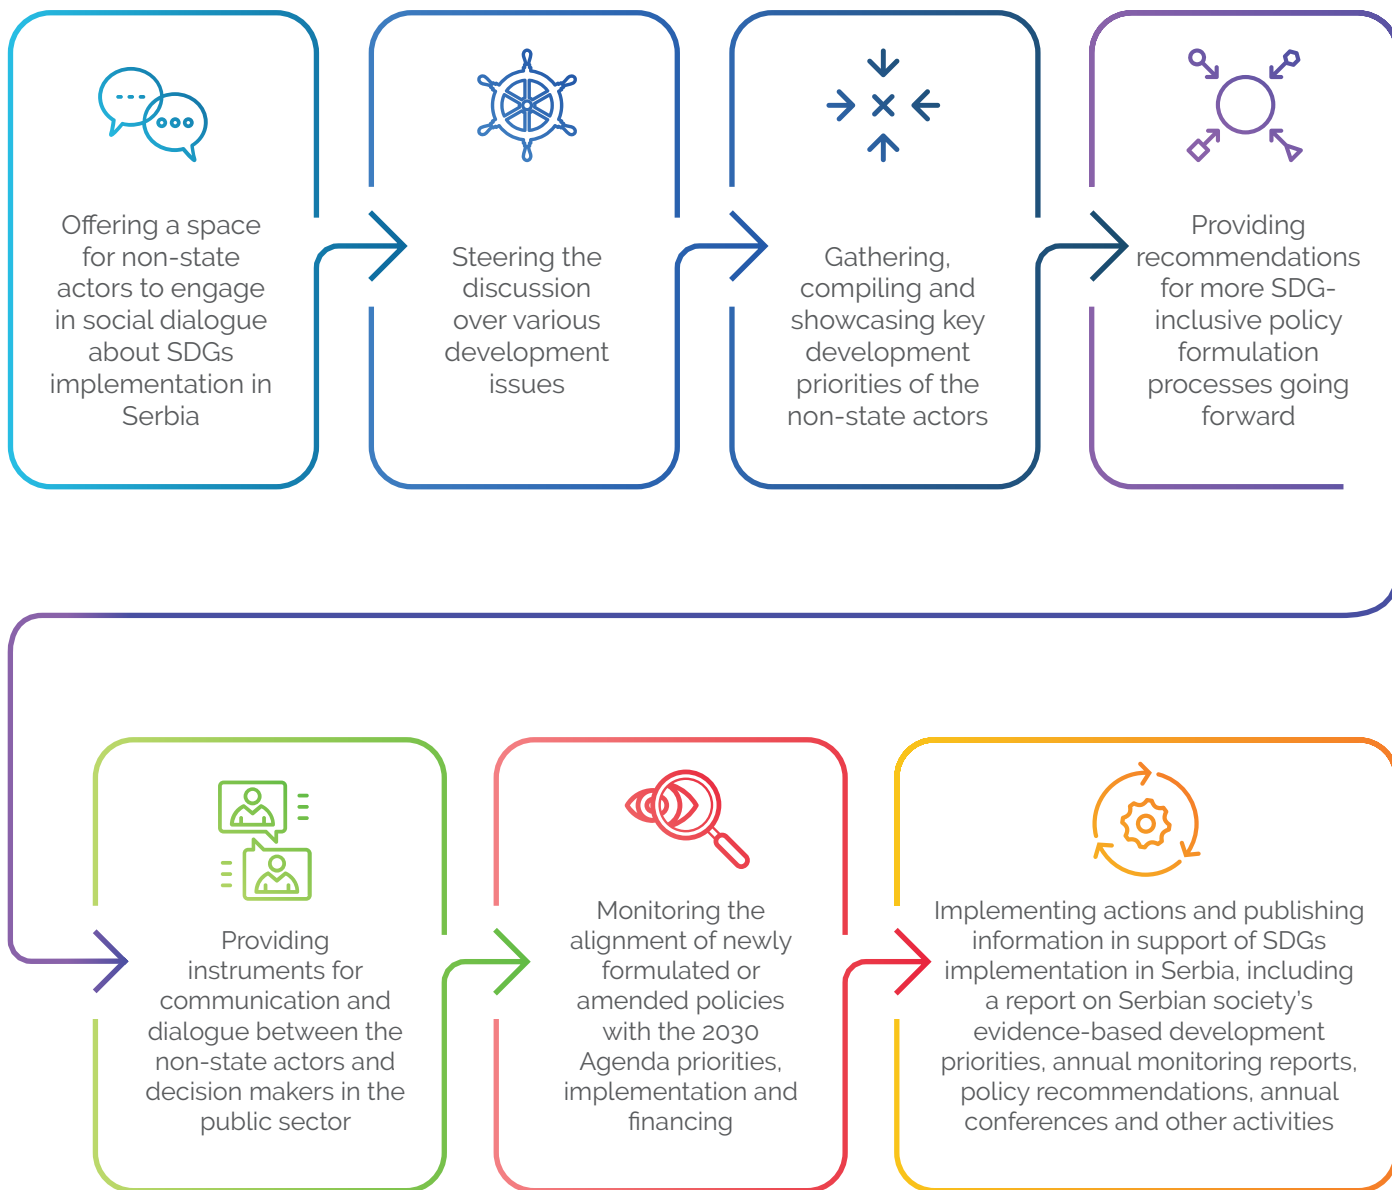 Offering a space
for non-state
actors to engage
in social dialogue
about SDGs
implementation in
Serbia
Steering the
discussion
over various
development
issues
Gathering,
compiling and
showcasing key
development
priorities of the
non-state actors
Providing
recommendations
for more SDG-
inclusive policy
formulation
processes going
forward
Providing
instruments for
communication and
dialogue between the
non-state actors and
decision makers in the
public sector
Monitoring the
alignment of newly
formulated or
amended policies
with the 2030
Agenda priorities,
implementation and
financing
Implementing actions and publishing
information in support of SDGs
implementation in Serbia, including
a report on Serbian society's
evidence-based development
priorities, annual monitoring reports,
policy recommendations, annual
conferences and other activities